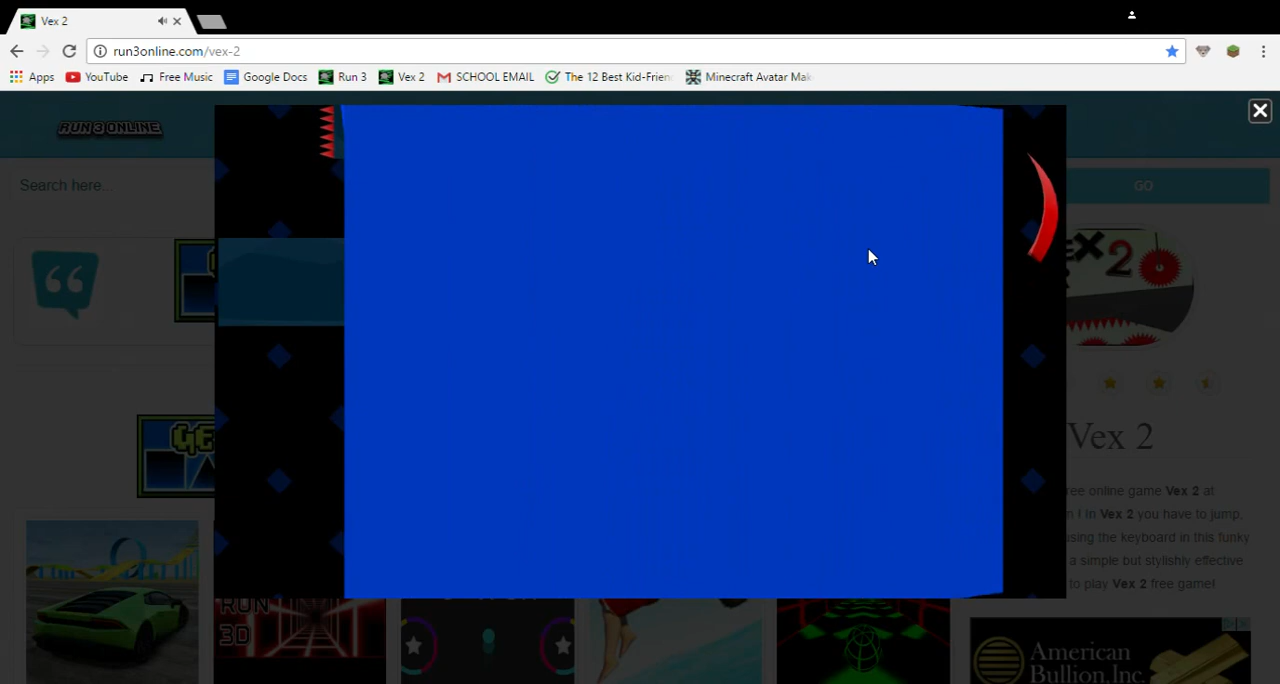 Vex 2
run3online.com/vex-2
Apps YouTube Free Music Google Docs Run 3 Vex 2 SCHOOL EMAIL The 12 Best Kid-Frien Minecraft Avatar Mak
RUN 3 ONLINE
Search here...
GO
EX 2
Vex 2
ree online game Vex 2 at
m ! In Vex 2 you have to jump,
using the keyboard in this funky
a simple but stylishly effective
to play Vex 2 free game!
RUN
3D
American
Bullion, Inc.